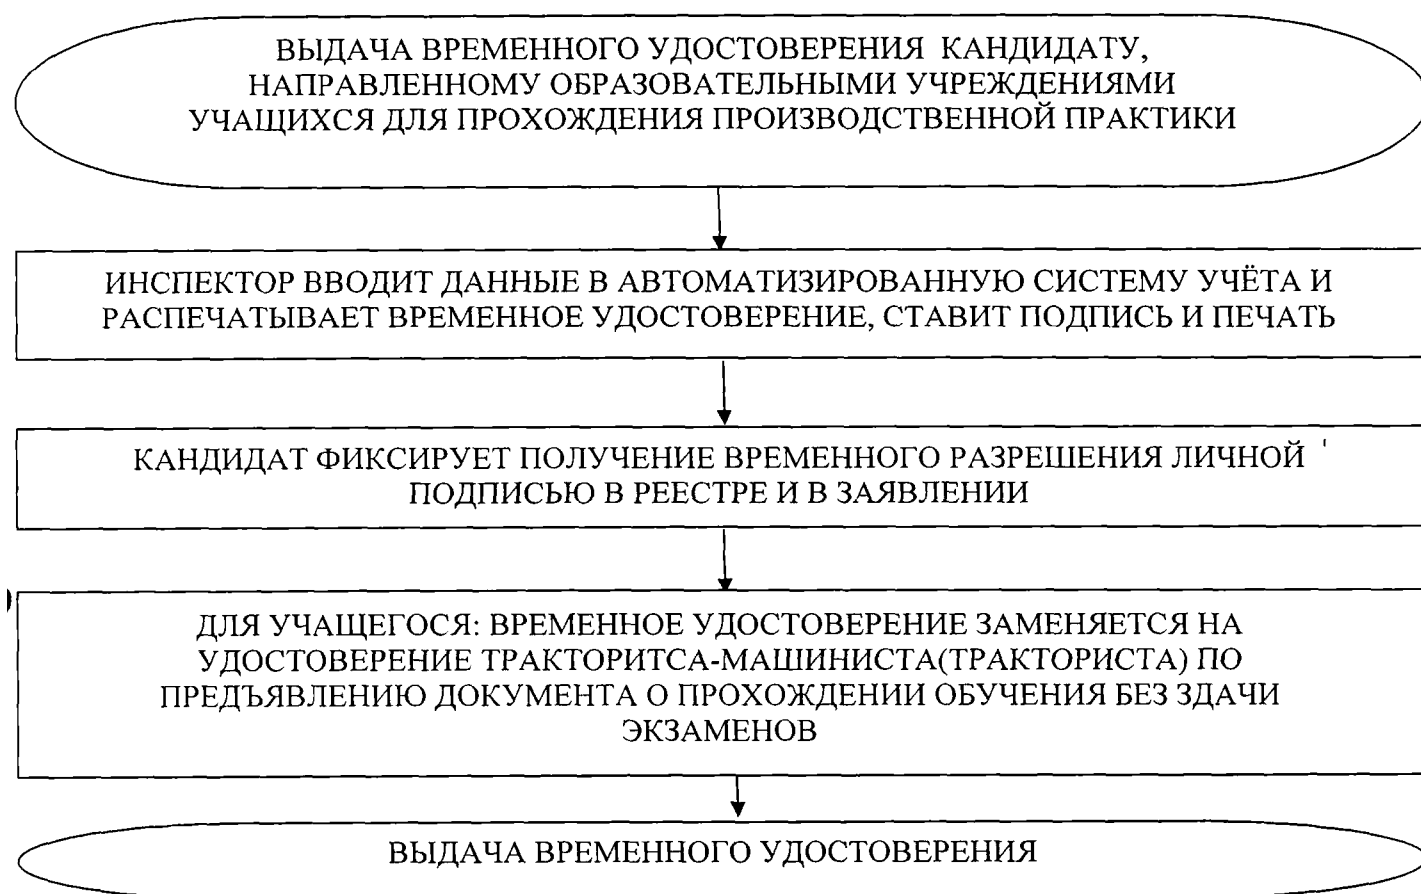 ВЫДАЧА ВРЕМЕННОГО УДОСТОВЕРЕНИЯ КАНДИДАТУ,
НАПРАВЛЕННОМУ ОБРАЗОВАТЕЛЬНЫМИ УЧРЕЖДЕНИЯМИ
УЧАЩИХСЯ ДЛЯ ПРОХОЖДЕНИЯ ПРОИЗВОДСТВЕННОЙ ПРАКТИКИ
ИНСПЕКТОР ВВОДИТ ДАННЫЕ В АВТОМАТИЗИРОВАННУЮ СИСТЕМУ УЧЁТА И
РАСПЕЧАТЫВАЕТ ВРЕМЕННОЕ УДОСТОВЕРЕНИЕ, СТАВИТ ПОДПИСЬ И ПЕЧАТЬ
КАНДИДАТ ФИКСИРУЕТ ПОЛУЧЕНИЕ ВРЕМЕННОГО РАЗРЕШЕНИЯ ЛИЧНОЙ
ПОДПИСЬЮ В РЕЕСТРЕ И В ЗАЯВЛЕНИИ
ДЛЯ УЧАЩЕГОСЯ: ВРЕМЕННОЕ УДОСТОВЕРЕНИЕ ЗАМЕНЯЕТСЯ НА
УДОСТОВЕРЕНИЕ ТРАКТОРИТСА-МАШИНИСТА(ТРАКТОРИСТА) ПО
ПРЕДЪЯВЛЕНИЮ ДОКУМЕНТА О ПРОХОЖДЕНИИ ОБУЧЕНИЯ БЕЗ ЗДАЧИ
ЭКЗАМЕНОВ
ВЫДАЧА ВРЕМЕННОГО УДОСТОВЕРЕНИЯ